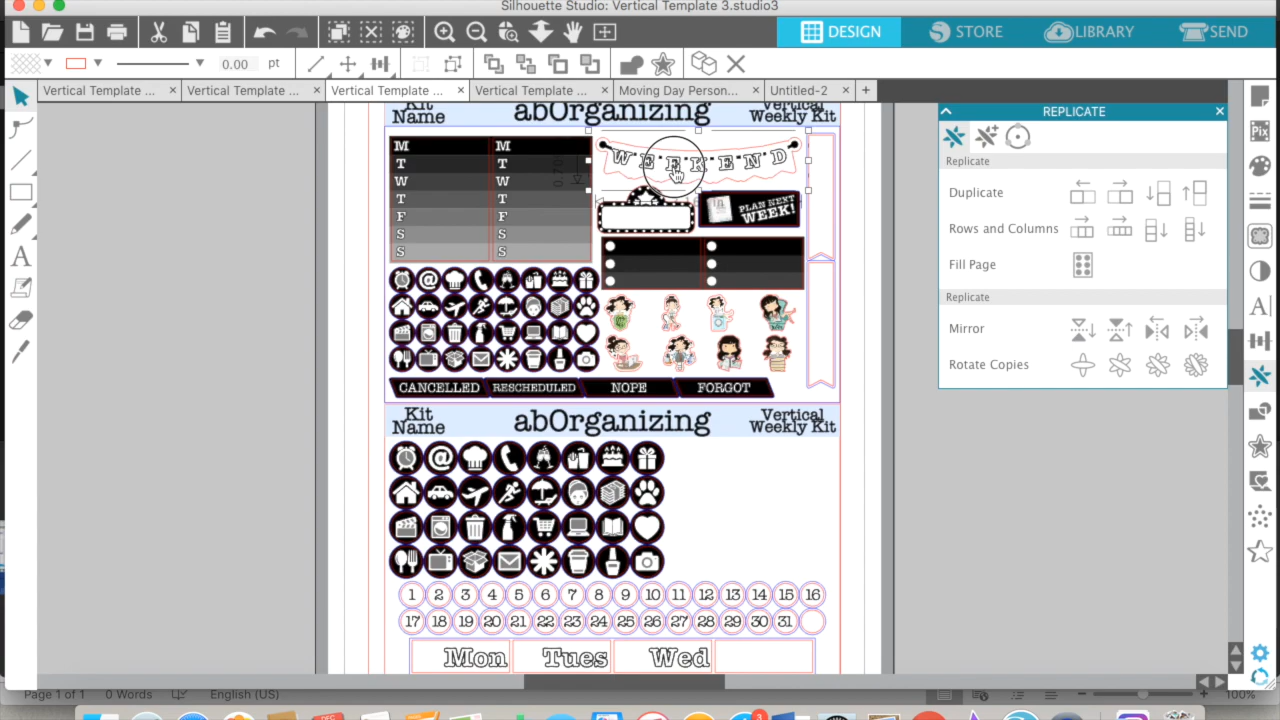 Silhouette Studio: Vertical Template 3.studio3
DESIGN
STORE
LIBRARY
SEND
0.00 pt
Vertical Template ... ×
Vertical Template ... ×
Vertical Template ... ×
Vertical Template ... ×
Moving Day Person... ×
Untitled-2 ×
+
Kit Name
abOrganizing
Vertical Weekly Kit
M M
T T
W W
T T
F F
S S
S S
WEEKEND
PLAN NEXT WEEK!
CANCELLED
RESCHEDULED
NOPE
FORGOT
Kit Name
abOrganizing
Vertical Weekly Kit
1 2 3 4 5 6 7 8 9 10 11 12 13 14 15 16
17 18 19 20 21 22 23 24 25 26 27 28 29 30 31
Mon Tues Wed
REPLICATE
Replicate
Duplicate
Rows and Columns
Fill Page
Replicate
Mirror
Rotate Copies
Page 1 of 1
0 Words
English (US)
100%